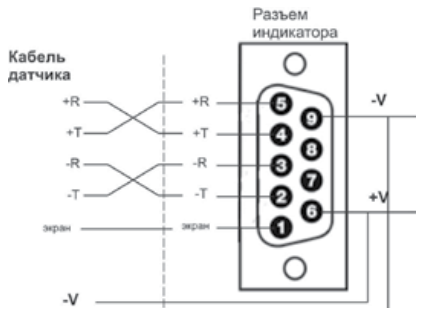 Разъем
индикатора
Кабель
датчика
+R +R 5 -V
9
+T +T 4
8
-R -R 3
7
-T -T 2 +V
6
экран экран 1
-V